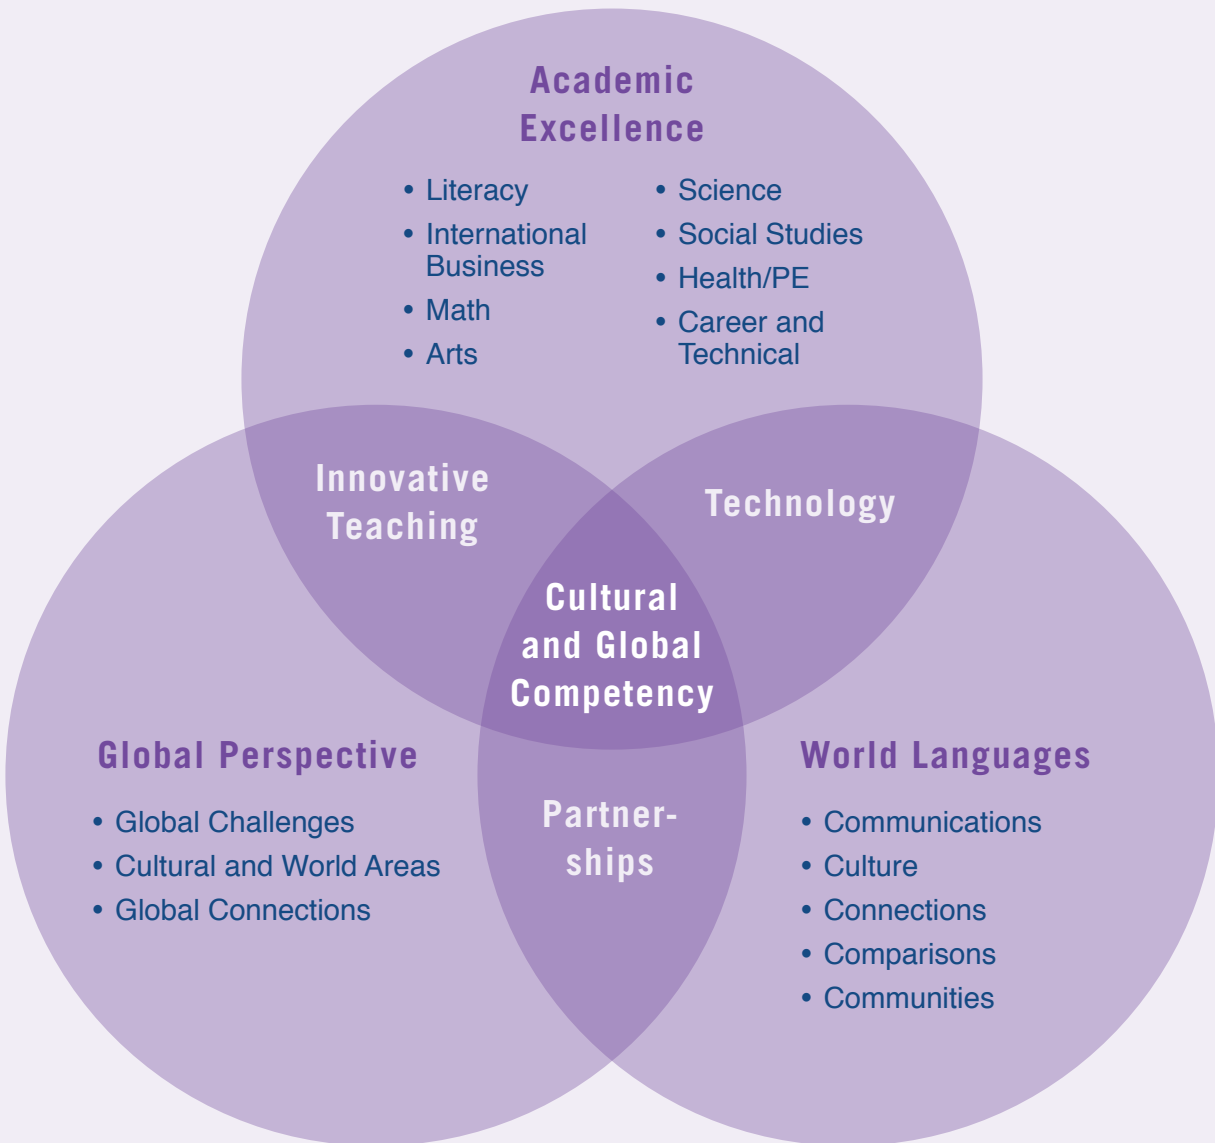 Academic
Excellence
• Literacy
• International
Business
• Math
• Arts
• Science
• Social Studies
• Health/PE
• Career and
Technical
Innovative
Teaching
Technology
Cultural
and Global
Competency
Global Perspective
• Global Challenges
• Cultural and World Areas
• Global Connections
Partner-
ships
World Languages
• Communications
• Culture
• Connections
• Comparisons
• Communities